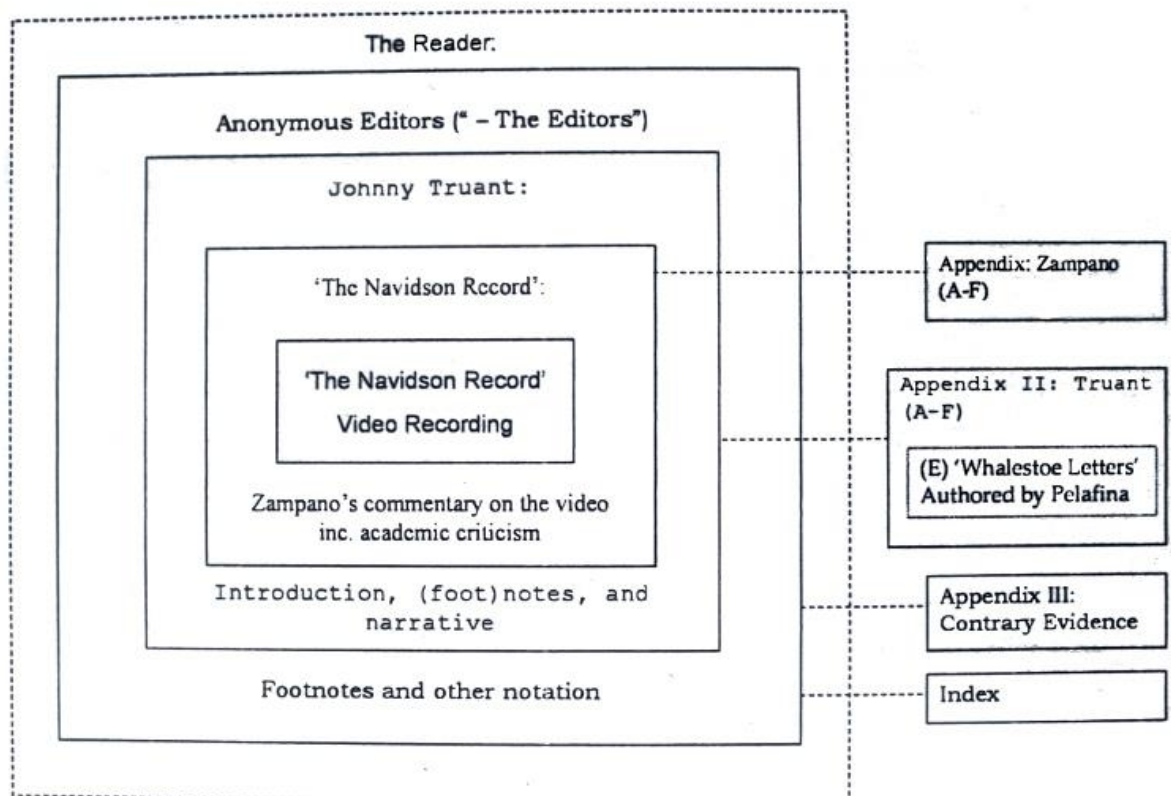 The Reader:
Anonymous Editors (“ – The Editors”)
Johnny Truant:
‘The Navidson Record’:
‘The Navidson Record’
Video Recording
Zampano’s commentary on the video
inc. academic criticism
Introduction, (foot)notes, and
narrative
Footnotes and other notation
Appendix: Zampano
(A-F)
Appendix II: Truant
(A-F)
(E) ‘Whalestoe Letters’
Authored by Pelafina
Appendix III:
Contrary Evidence
Index